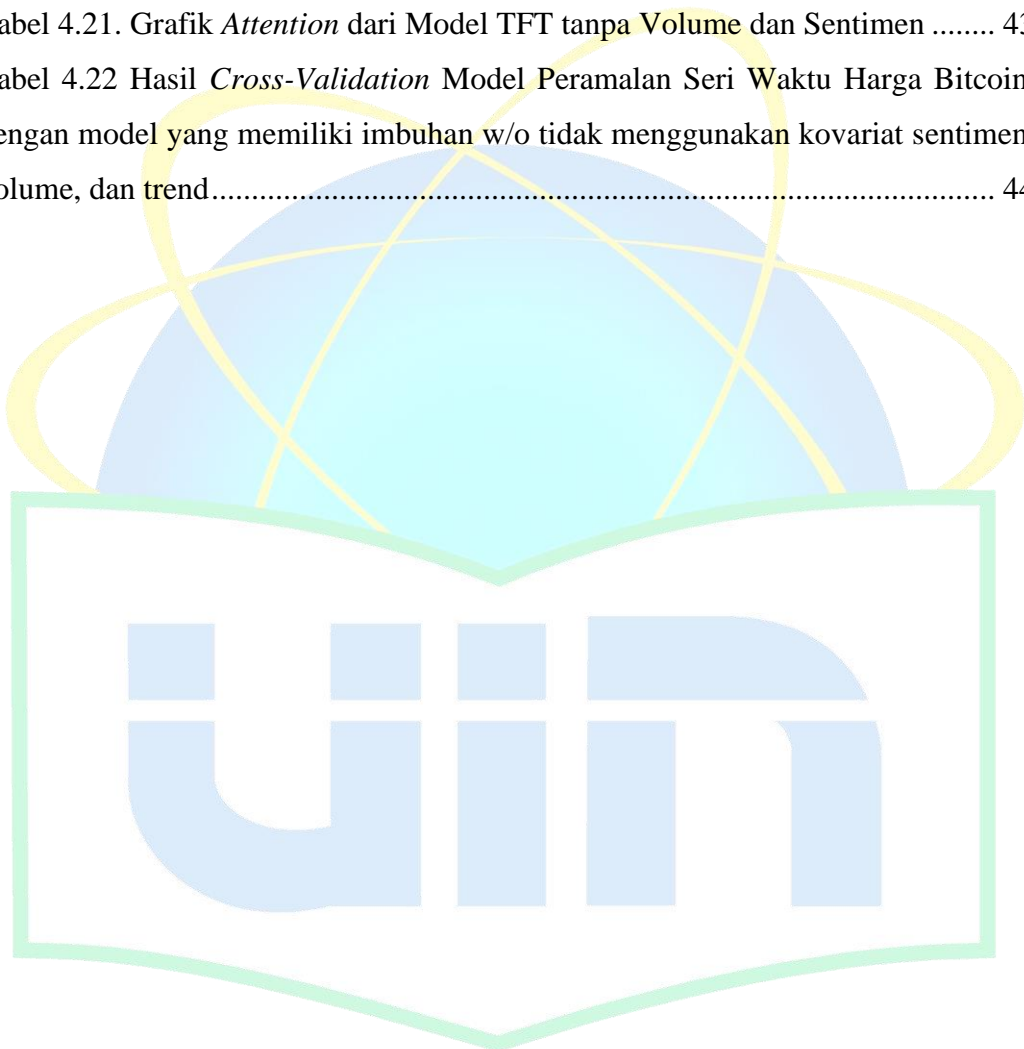 abel 4.21. Grafik Attention dari Model TFT tanpa Volume dan Sentimen ........ 43
abel 4.22 Hasil Cross-Validation Model Peramalan Seri Waktu Harga Bitcoin
engan model yang memiliki imbuhan w/o tidak menggunakan kovariat sentimen
olume, dan trend.................................................................................... 44
uin